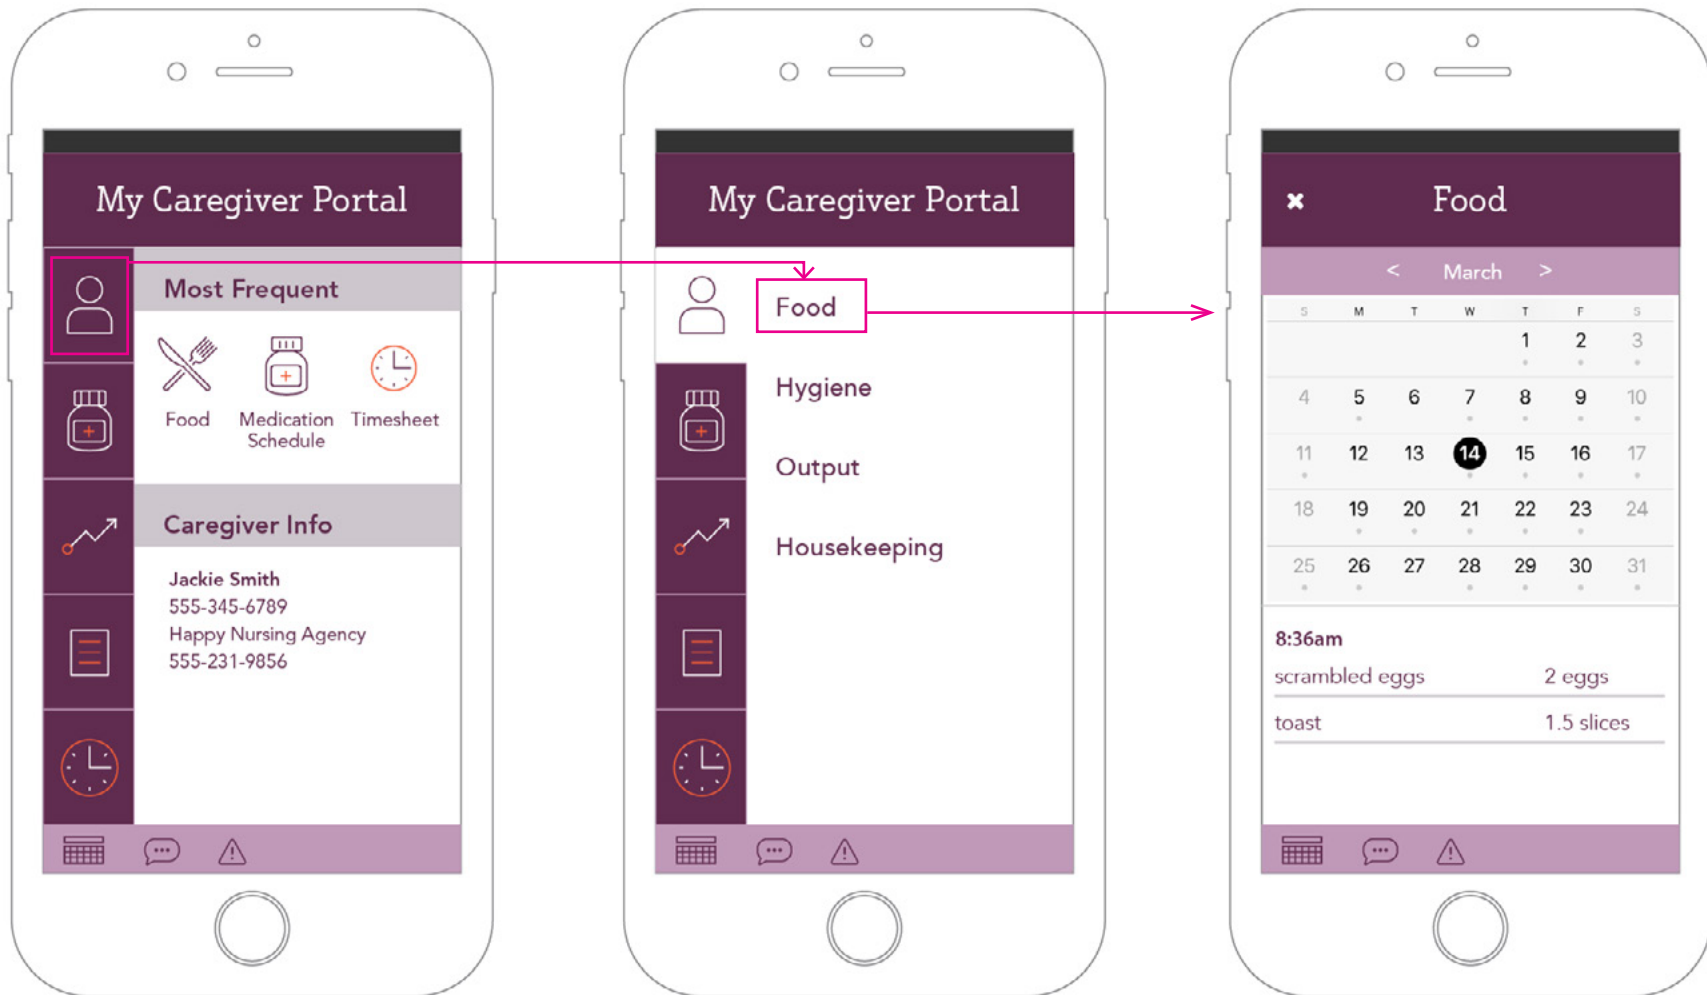 My Caregiver Portal
Most Frequent
Food
Medication
Schedule
Timesheet
Caregiver Info
Jackie Smith
555-345-6789
Happy Nursing Agency
555-231-9856
My Caregiver Portal
Food
Hygiene
Output
Housekeeping
Food
< March >
S M T W T F S
1 2 3
4 5 6 7 8 9 10
11 12 13 14 15 16 17
18 19 20 21 22 23 24
25 26 27 28 29 30 31
8:36am
scrambled eggs 2 eggs
toast 1.5 slices